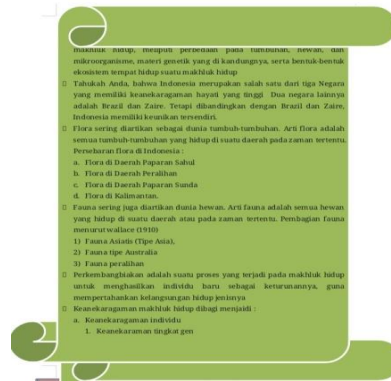 makhluk hidup, meliputi perbedaan pada tumbuhan, hewan, dan
mikroorganisme, materi genetik yang di kandungnya, serta bentuk-bentuk
ekosistem tempat hidup suatu makhluk hidup
Tahukah Anda, bahwa Indonesia merupakan salah satu dari tiga Negara
yang memiliki keanekaragaman hayati yang tinggi. Dua negara lainnya
adalah Brazil dan Zaire. Tetapi dibandingkan dengan Brazil dan Zaire,
Indonesia memiliki keunikan tersendiri.
Flora sering diartikan sebagai dunia tumbuh-tumbuhan. Arti flora adalah
semua tumbuh-tumbuhan yang hidup di suatu daerah pada zaman tertentu.
Persebaran flora di Indonesia :
a. Flora di Daerah Paparan Sahul
b. Flora di Daerah Peralihan
c. Flora di Daerah Paparan Sunda
d. Flora di Kalimantan.
Fauna sering juga diartikan dunia hewan. Arti fauna adalah semua hewan
yang hidup di suatu daerah atau pada zaman tertentu. Pembagian fauna
menurut wallace (1910)
1) Fauna Asiatis (Tipe Asia),
2) Fauna tipe Australia
3) Fauna peralihan
Perkembangbiakan adalah suatu proses yang terjadi pada makhluk hidup
untuk menghasilkan individu baru sebagai keturunannya, guna
mempertahankan kelangsungan hidup jenisnya
Keanekaragaman makhluk hidup dibagi menjaidi :
a. Keanekaragaman individu
1. Keanekaraman tingkat gen